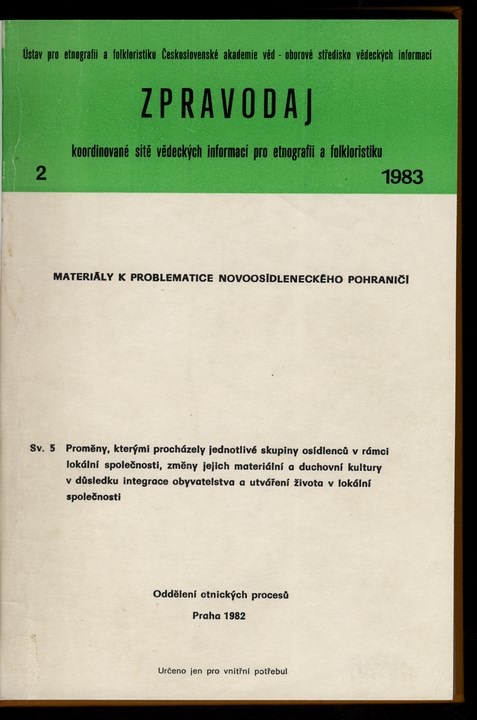 Ústav pro etnografii a folkloristiku Československé akademie věd - oborové středisko vědeckých informací
ZPRAVODAJ
koordinované sítě vědeckých informací pro etnografii a folkloristiku
2 1983
MATERIÁLY K PROBLEMATICE NOVOOSÍDLENECKÉHO POHRANIČÍ
Sv. 5 Proměny, kterými procházely jednotlivé skupiny osídlenců v rámci
lokální společnosti, změny jejich materiální a duchovní kultury
v důsledku integrace obyvatelstva a utváření života v lokální
společnosti
Oddělení etnických procesů
Praha 1982
Určeno jen pro vnitřní potřebu!